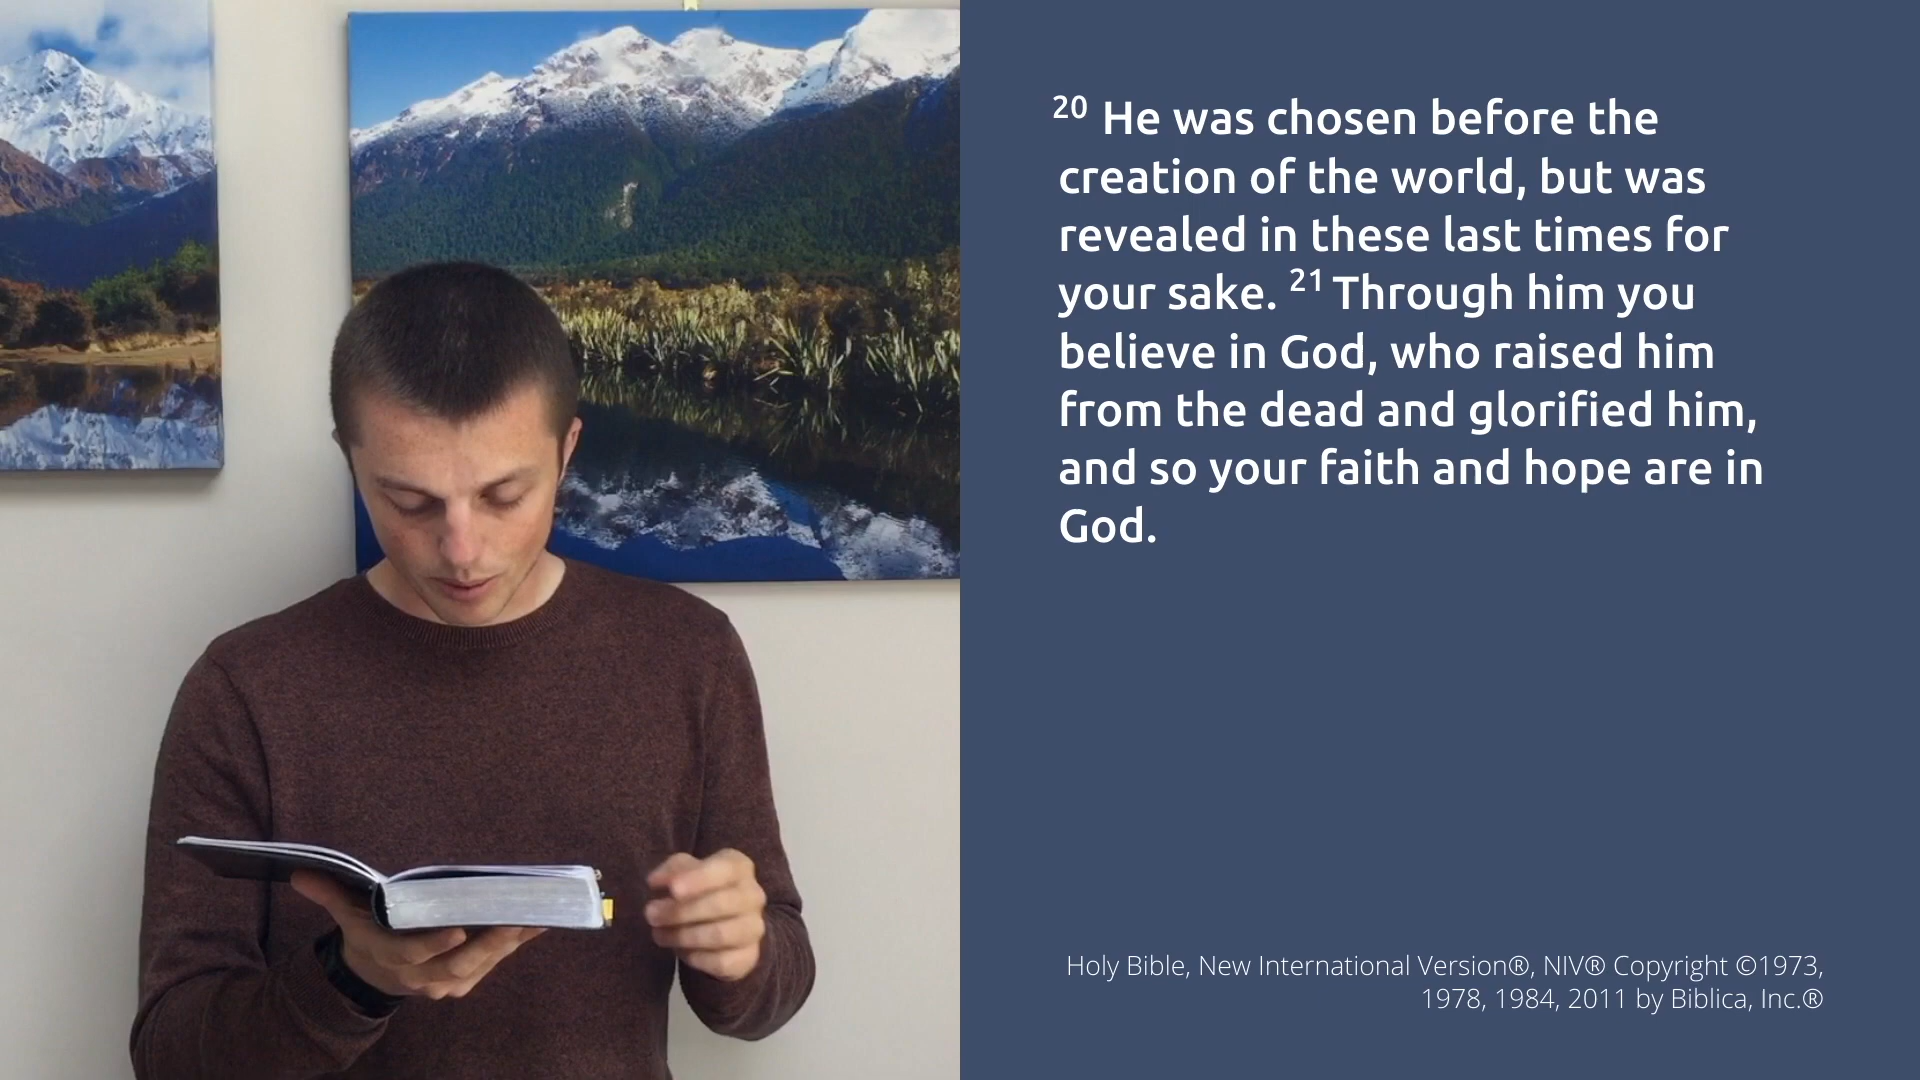 20 He was chosen before the
creation of the world, but was
revealed in these last times for
your sake. 21 Through him you
believe in God, who raised him
from the dead and glorified him,
and so your faith and hope are in
God.
Holy Bible, New International Version®, NIV® Copyright ©1973,
1978, 1984, 2011 by Biblica, Inc.®